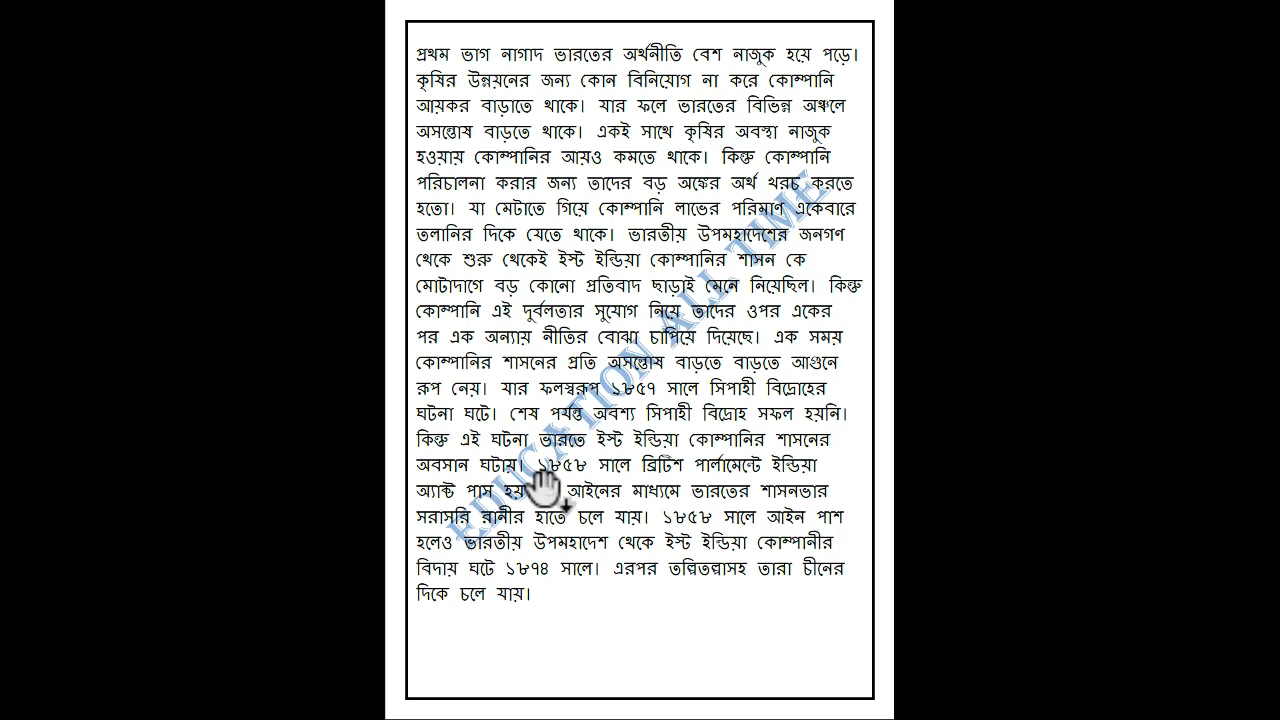 প্রথম ভাগ নাগাদ ভারতের অর্থনীতি বেশ নাজুক হয়ে পড়ে।
কৃষির উন্নয়নের জন্য কোন বিনিয়োগ না করে কোম্পানি
আয়কর বাড়াতে থাকে। যার ফলে ভারতের বিভিন্ন অঞ্চলে
অসন্তোষ বাড়তে থাকে। একই সাথে কৃষির অবস্থা নাজুক
হওয়ায় কোম্পানির আয়ও কমতে থাকে। কিন্তু কোম্পানি
পরিচালনা করার জন্য তাদের বড় অঙ্কের অর্থ খরচ করতে
হতো। যা মেটাতে গিয়ে কোম্পানি লাভের পরিমাণ একেবারে
তলানির দিকে যেতে থাকে। ভারতীয় উপমহাদেশের জনগণ
থেকে শুরু থেকেই ইস্ট ইন্ডিয়া কোম্পানির শাসন কে
মোটাদাগে বড় কোনো প্রতিবাদ ছাড়াই মেনে নিয়েছিল। কিন্তু
কোম্পানি এই দুর্বলতার সুযোগ নিয়ে তাদের ওপর একের
পর এক অন্যায় নীতির বোঝা চাপিয়ে দিয়েছে। এক সময়
কোম্পানির শাসনের প্রতি অসন্তোষ বাড়তে বাড়তে আগুনে
রূপ নেয়। যার ফলস্বরূপ ১৮৫৭ সালে সিপাহী বিদ্রোহের
ঘটনা ঘটে। শেষ পর্যন্ত অবশ্য সিপাহী বিদ্রোহ সফল হয়নি।
কিন্তু এই ঘটনা ভারতে ইস্ট ইন্ডিয়া কোম্পানির শাসনের
অবসান ঘটায়। ১৮৫৮ সালে ব্রিটিশ পার্লামেন্টে ইন্ডিয়া
অ্যাক্ট পাস হয় আইনের মাধ্যমে ভারতের শাসনভার
সরাসরি রানীর হাতে চলে যায়। ১৮৫৮ সালে আইন পাশ
হলেও ভারতীয় উপমহাদেশ থেকে ইস্ট ইন্ডিয়া কোম্পানীর
বিদায় ঘটে ১৮৭৪ সালে। এরপর তল্পিতল্পাসহ তারা চীনের
দিকে চলে যায়।
EDUCATION ALL TIME